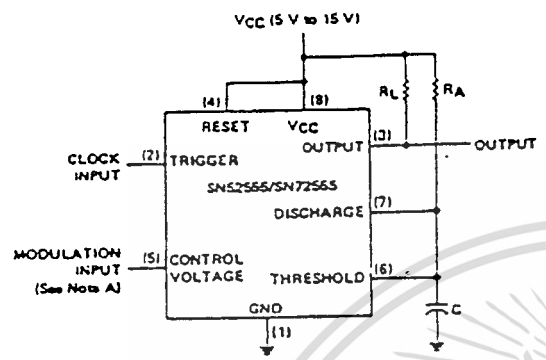 VCC (5 V to 15 V)
(4)
(8)
RL
RA
RESET
VCC
(3)
OUTPUT
OUTPUT
CLOCK
INPUT
(2)
TRIGGER
SN52555/SN72555
(7)
DISCHARGE
MODULATION
INPUT
(See Note A)
(5)
CONTROL
VOLTAGE
(6)
THRESHOLD
C
GND
(1)